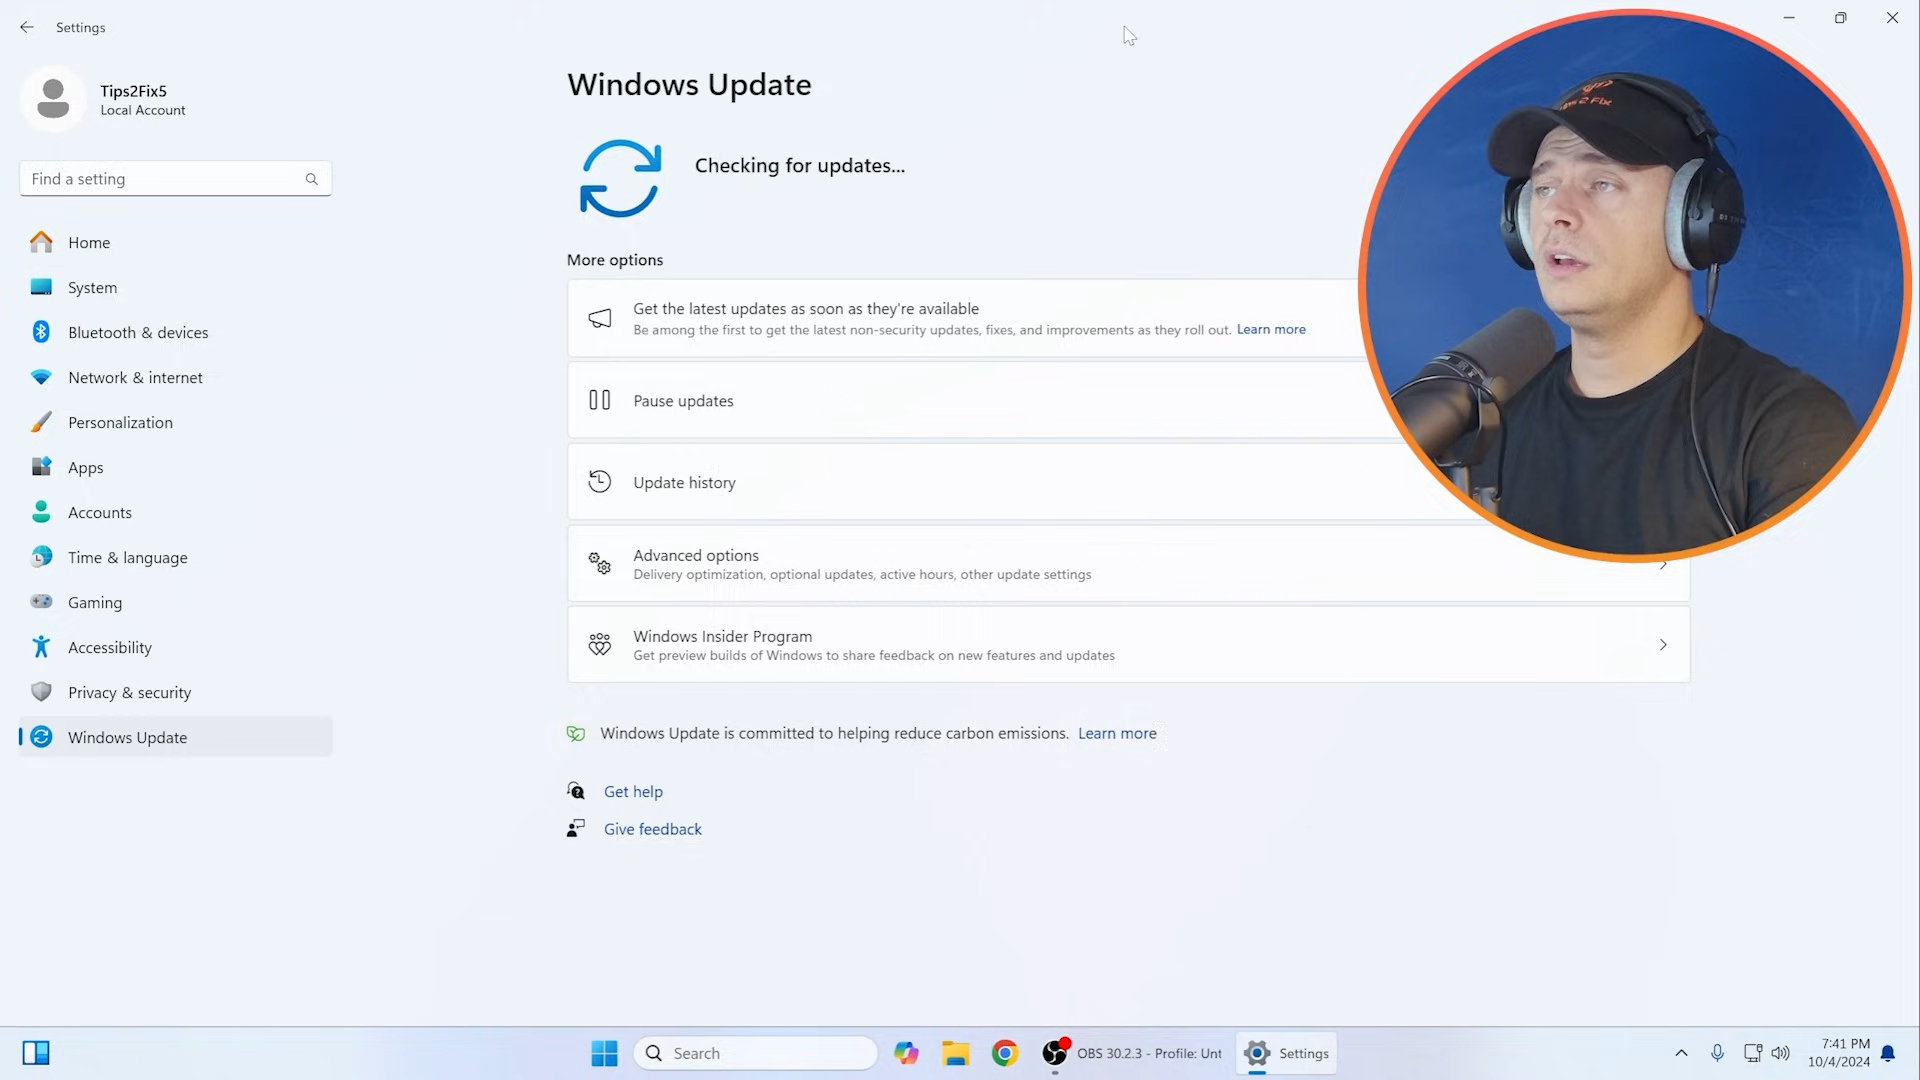 Settings
Tips2Fix5
Local Account
Find a setting
Home
System
Bluetooth & devices
Network & internet
Personalization
Apps
Accounts
Time & language
Gaming
Accessibility
Privacy & security
Windows Update
Windows Update
Checking for updates...
More options
Get the latest updates as soon as they're available
Be among the first to get the latest non-security updates, fixes, and improvements as they roll out. Learn more
Pause updates
Update history
Advanced options
Delivery optimization, optional updates, active hours, other update settings
Windows Insider Program
Get preview builds of Windows to share feedback on new features and updates
Windows Update is committed to helping reduce carbon emissions. Learn more
Get help
Give feedback
Search
OBS 30.2.3 - Profile: Unt
Settings
7:41 PM
10/4/2024